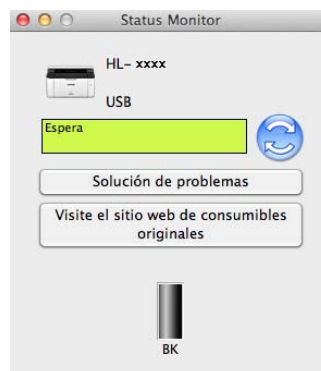 Status Monitor
HL- xxxx
USB
Espera
Solución de problemas
Visite el sitio web de consumibles
originales
BK